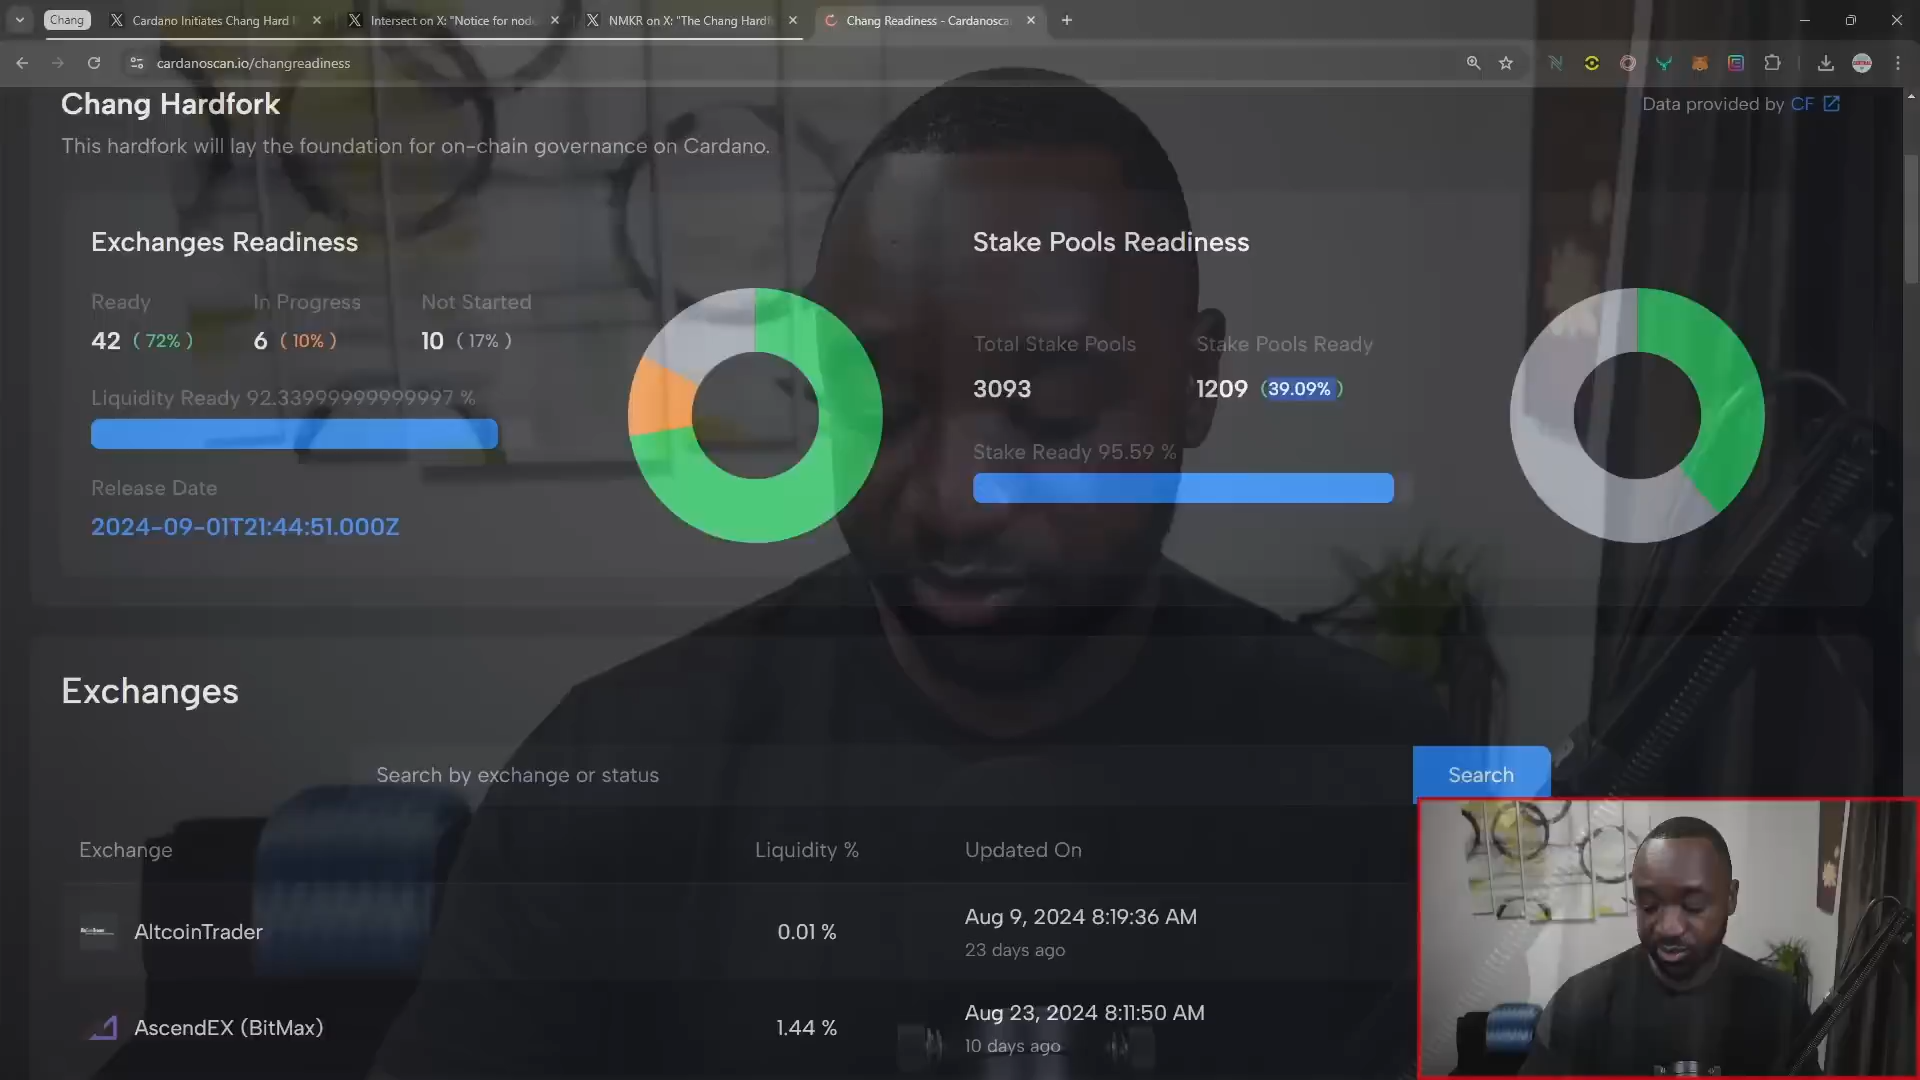 Chang
Cardano Initiates Chang Hard
Intersect on X: "Notice for node
NMKR on X: "The Chang Hardf
Chang Readiness - Cardanosca
cardanoscan.io/changreadiness
Chang Hardfork
Data provided by CF
This hardfork will lay the foundation for on-chain governance on Cardano.
Exchanges Readiness
Ready
In Progress
Not Started
42 ( 72% )
6 ( 10% )
10 ( 17% )
Liquidity Ready 92.33999999999997 %
Release Date
2024-09-01T21:44:51.000Z
Stake Pools Readiness
Total Stake Pools
Stake Pools Ready
3093
1209 (39.09%)
Stake Ready 95.59 %
Exchanges
Search by exchange or status
Search
Exchange
Liquidity %
Updated On
AltcoinTrader
0.01 %
Aug 9, 2024 8:19:36 AM
23 days ago
AscendEX (BitMax)
1.44 %
Aug 23, 2024 8:11:50 AM
10 days ago